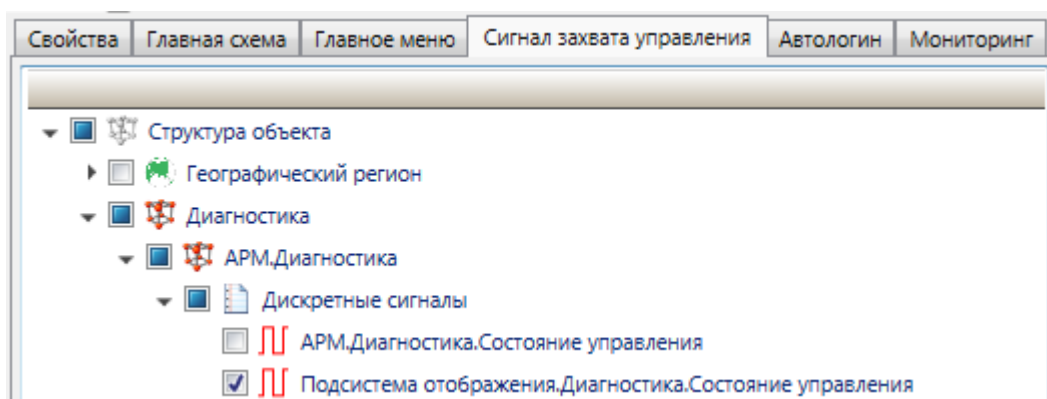 Свойства Главная схема Главное меню Сигнал захвата управления Автологин Мониторинг
Структура объекта
Географический регион
Диагностика
АРМ.Диагностика
Дискретные сигналы
АРМ.Диагностика.Состояние управления
Подсистема отображения.Диагностика.Состояние управления